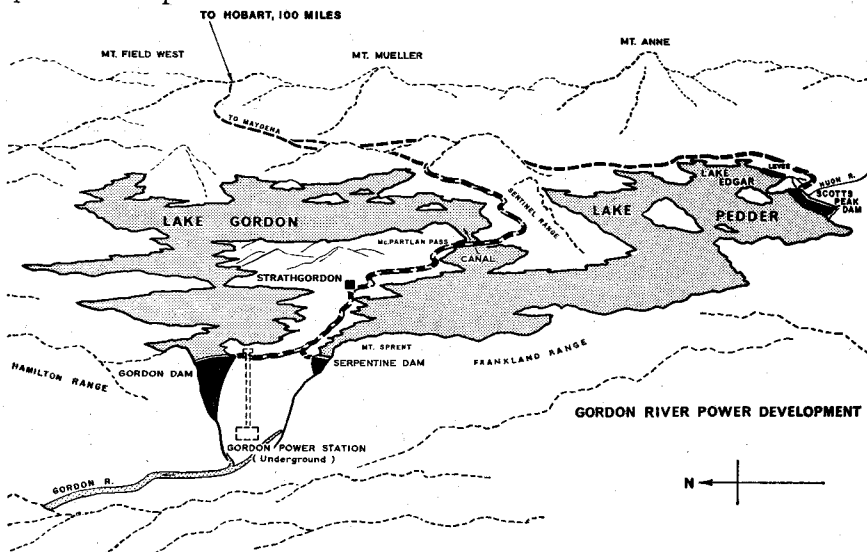 TO HOBART, 100 MILES
MT. FIELD WEST
MT. MUELLER
MT. ANNE
TO MAYDENA
LAKE GORDON
SENTINEL RANGE
LAKE PEDDER
LAKE
EDGAR
LEVEE
HUON R.
SCOTTS
PEAK
DAM
McPARTLAN PASS
CANAL
STRATHGORDON
MT. SPRENT
FRANKLAND RANGE
HAMILTON RANGE
GORDON DAM
SERPENTINE DAM
GORDON RIVER POWER DEVELOPMENT
GORDON POWER STATION
(Underground)
GORDON R.
N